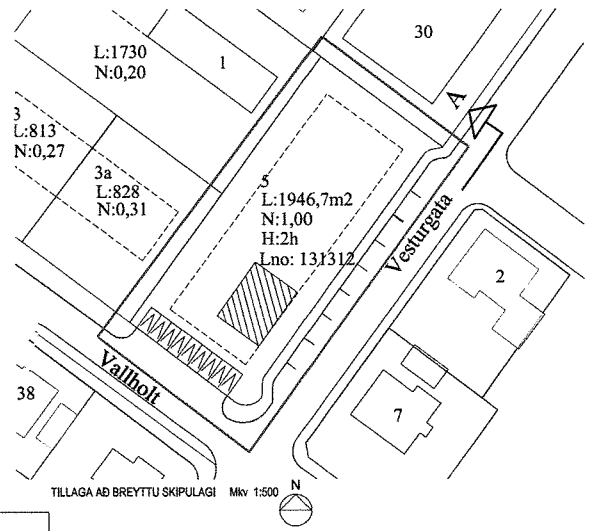 30
L:1730
N:0,20
1
A
3
L:813
N:0,27
3a
L:828
N:0,31
5
L:1946,7m2
N:1,00
H:2h
Lno: 131312
Vesturgata
2
Vallholt
38
7
TILLAGA AÐ BREYTTU SKIPULAGI Mkv 1:500
N